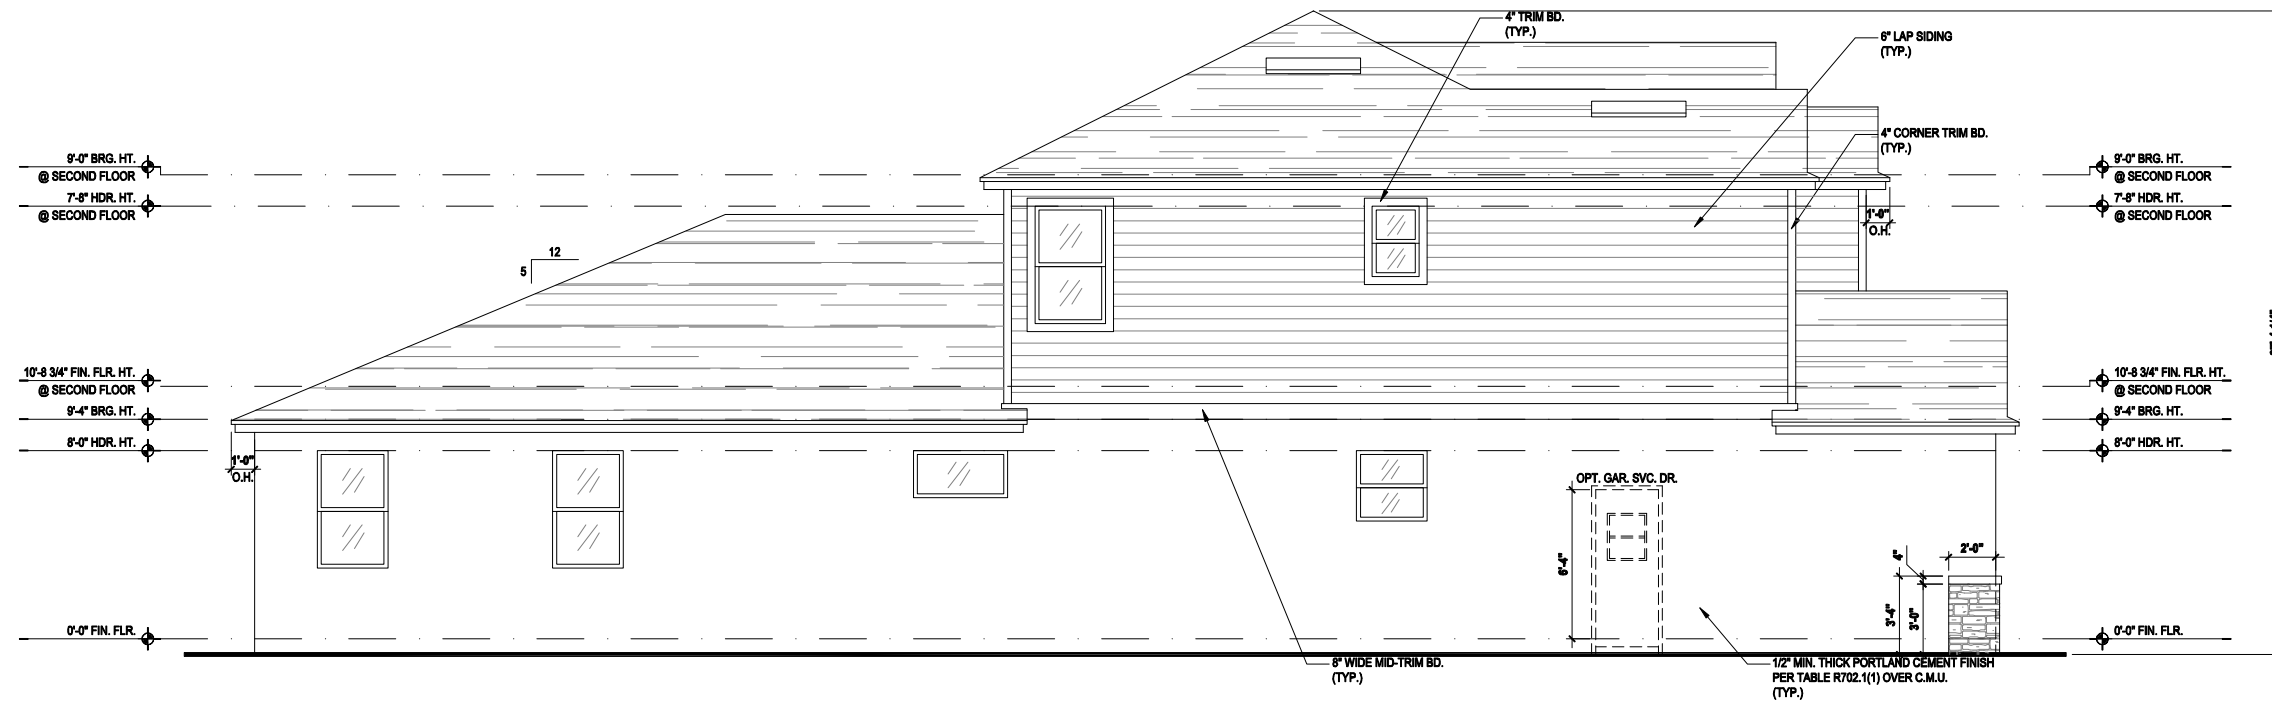 4" TRIM BD.
(TYP.)
6" LAP SIDING
(TYP.)
4" CORNER TRIM BD.
(TYP.)
9'-0" BRG. HT.
@ SECOND FLOOR
7'-8" HDR. HT.
@ SECOND FLOOR
9'-0" BRG. HT.
@ SECOND FLOOR
7'-8" HDR. HT.
@ SECOND FLOOR
1'-0"
O.H.
12
5
10'-8 3/4" FIN. FLR. HT.
@ SECOND FLOOR
9'-4" BRG. HT.
8'-0" HDR. HT.
10'-8 3/4" FIN. FLR. HT.
@ SECOND FLOOR
9'-4" BRG. HT.
8'-0" HDR. HT.
1'-0"
O.H.
OPT. GAR. SVC. DR.
6'-4"
4"
2'-0"
3'-4"
3'-0"
0'-0" FIN. FLR.
0'-0" FIN. FLR.
8" WIDE MID-TRIM BD.
(TYP.)
1/2" MIN. THICK PORTLAND CEMENT FINISH
PER TABLE R702.1(1) OVER C.M.U.
(TYP.)